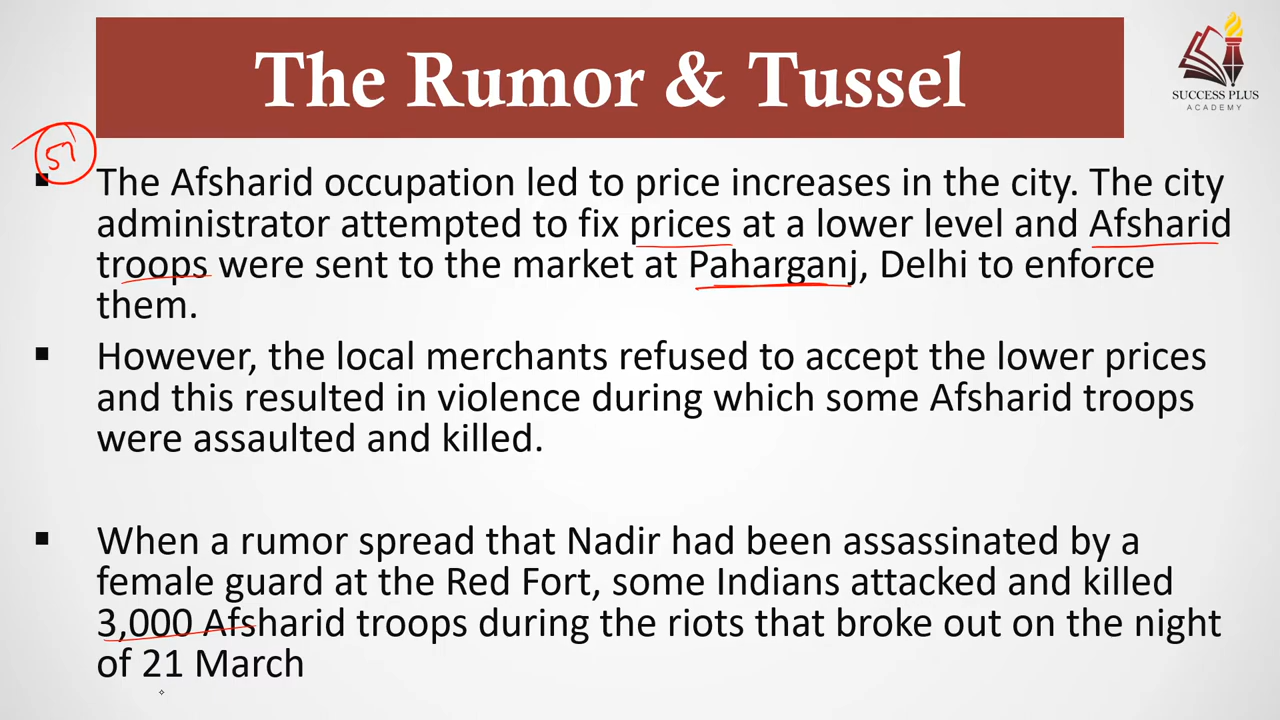 The Rumor & Tussel
SUCCESS PLUS
ACADEMY
57
▪ The Afsharid occupation led to price increases in the city. The city
administrator attempted to fix prices at a lower level and Afsharid
troops were sent to the market at Paharganj, Delhi to enforce
them.
▪ However, the local merchants refused to accept the lower prices
and this resulted in violence during which some Afsharid troops
were assaulted and killed.
▪ When a rumor spread that Nadir had been assassinated by a
female guard at the Red Fort, some Indians attacked and killed
3,000 Afsharid troops during the riots that broke out on the night
of 21 March